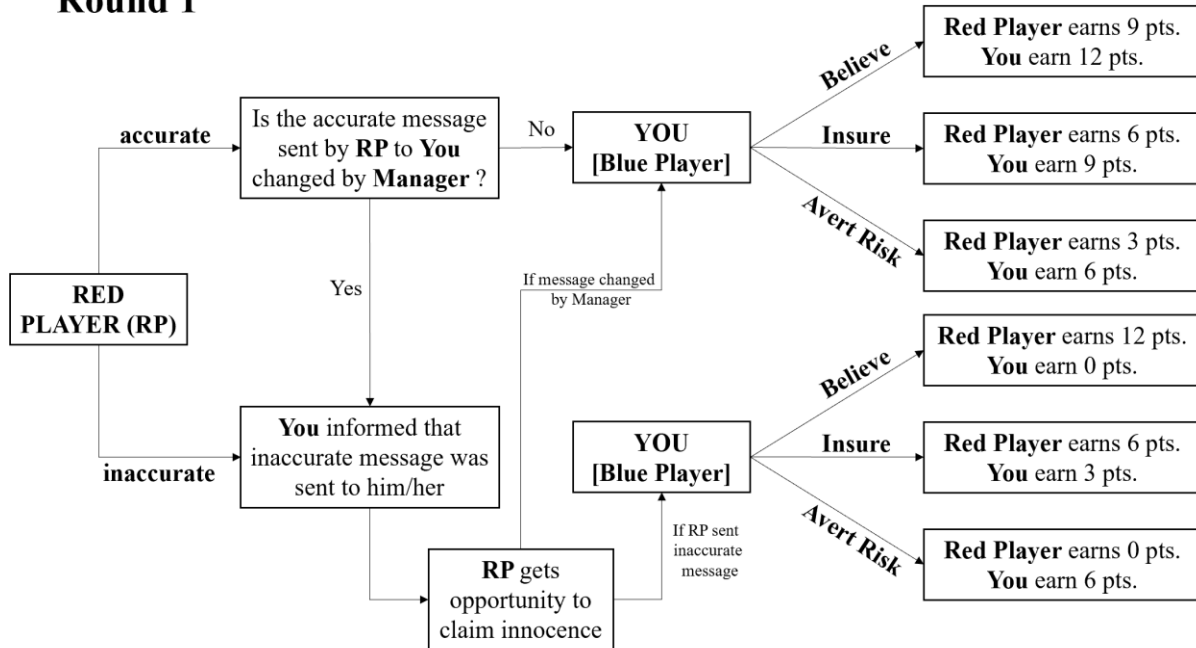 Round 1
accurate
Is the accurate message
sent by RP to You
changed by Manager ?
No
Yes
RED
PLAYER (RP)
inaccurate
You informed that
inaccurate message was
sent to him/her
RP gets
opportunity to
claim innocence
If message changed
by Manager
If RP sent
inaccurate
message
YOU
[Blue Player]
Believe
Insure
Avert Risk
Red Player earns 9 pts.
You earn 12 pts.
Red Player earns 6 pts.
You earn 9 pts.
Red Player earns 3 pts.
You earn 6 pts.
YOU
[Blue Player]
Believe
Insure
Avert Risk
Red Player earns 12 pts.
You earn 0 pts.
Red Player earns 6 pts.
You earn 3 pts.
Red Player earns 0 pts.
You earn 6 pts.